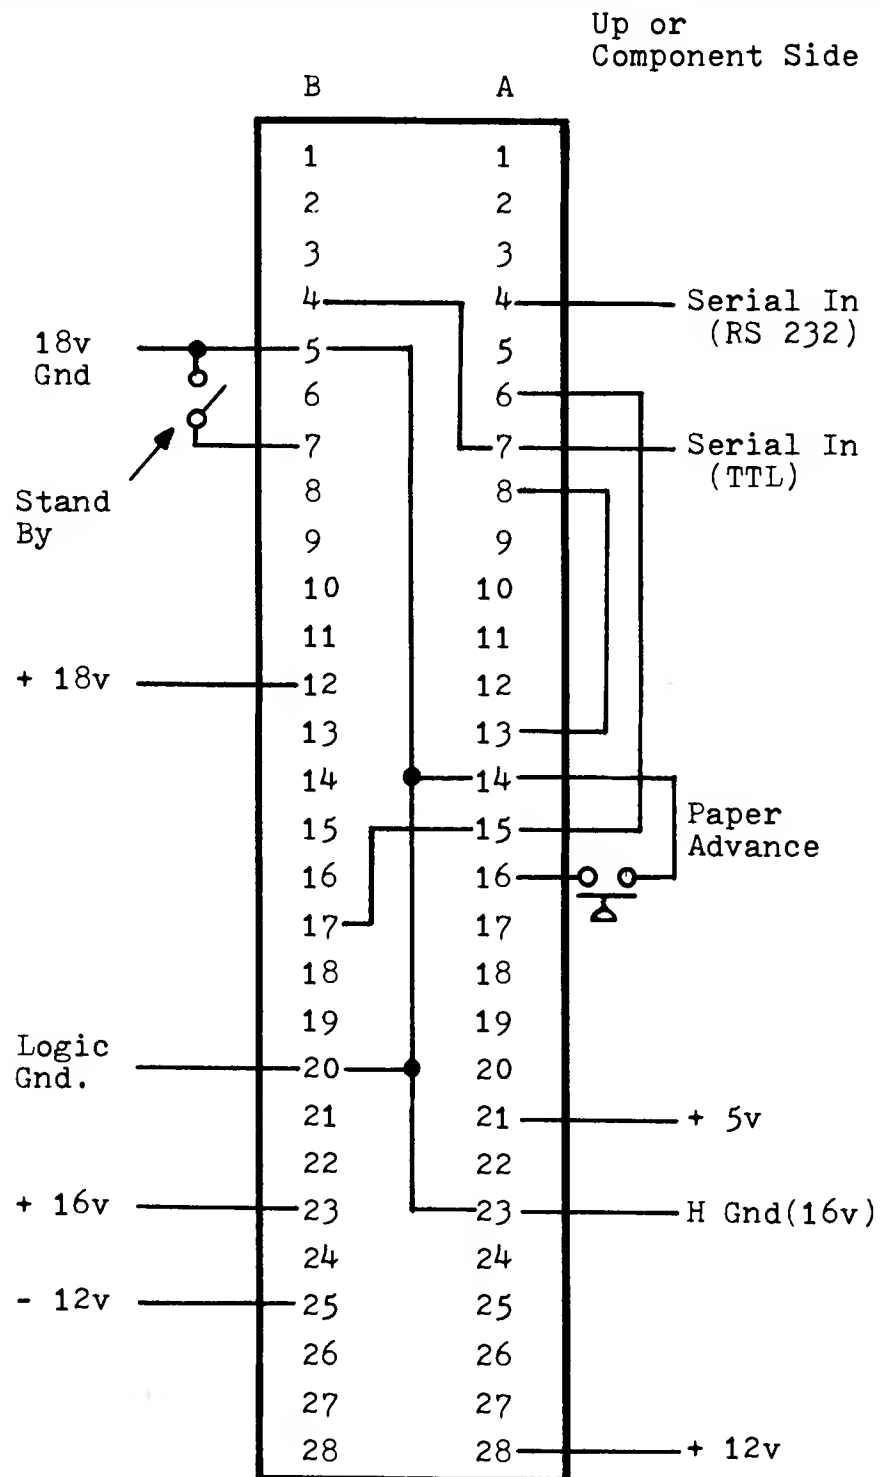 Up or
Component Side
B A
1 1
2 2
3 3
4 4 Serial In
(RS 232)
18v
Gnd
5 5
6 6
7 7 Serial In
(TTL)
8 8
Stand
By
9 9
10 10
11 11
+ 18v 12 12
13 13
14 14
15 15 Paper
Advance
16 16
17 17
18 18
19 19
Logic
Gnd.
20 20
21 21 + 5v
22 22
+ 16v 23 23 H Gnd(16v)
24 24
- 12v 25 25
26 26
27 27
28 28 + 12v